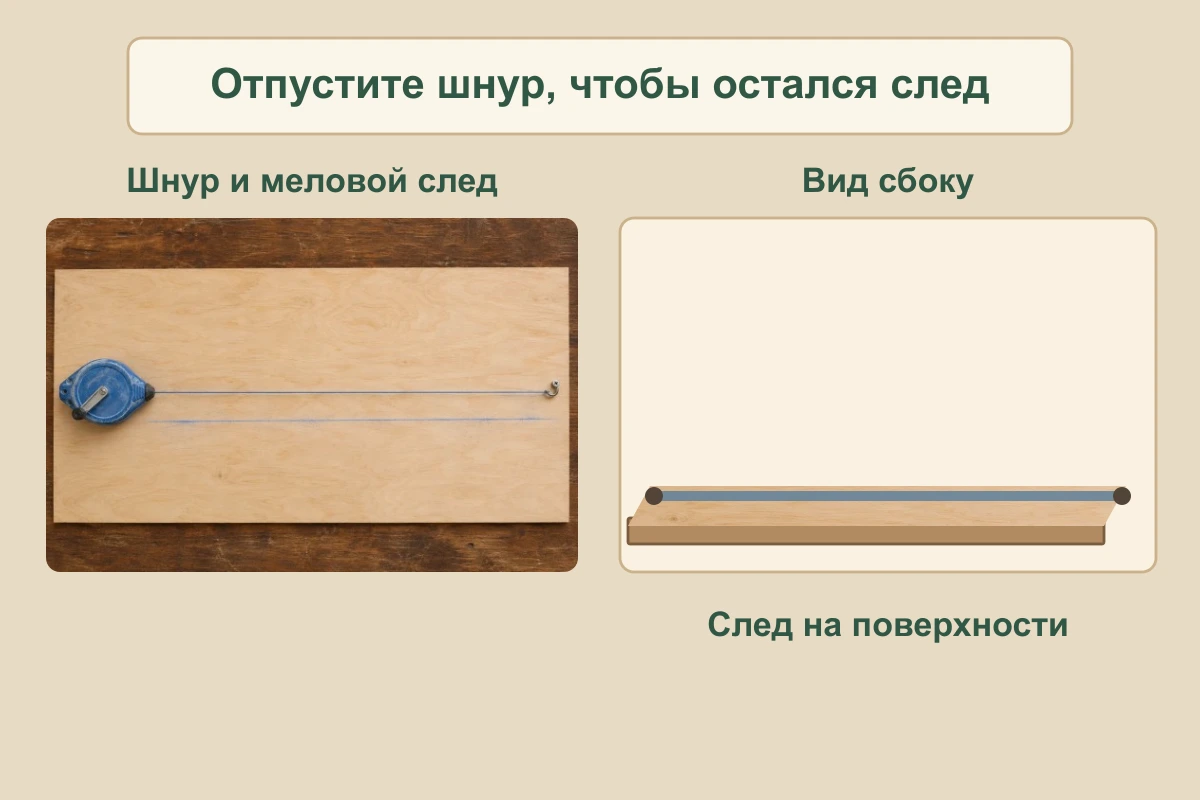 Отпустите шнур, чтобы остался след
Шнур и меловой след
Вид сбоку
След на поверхности